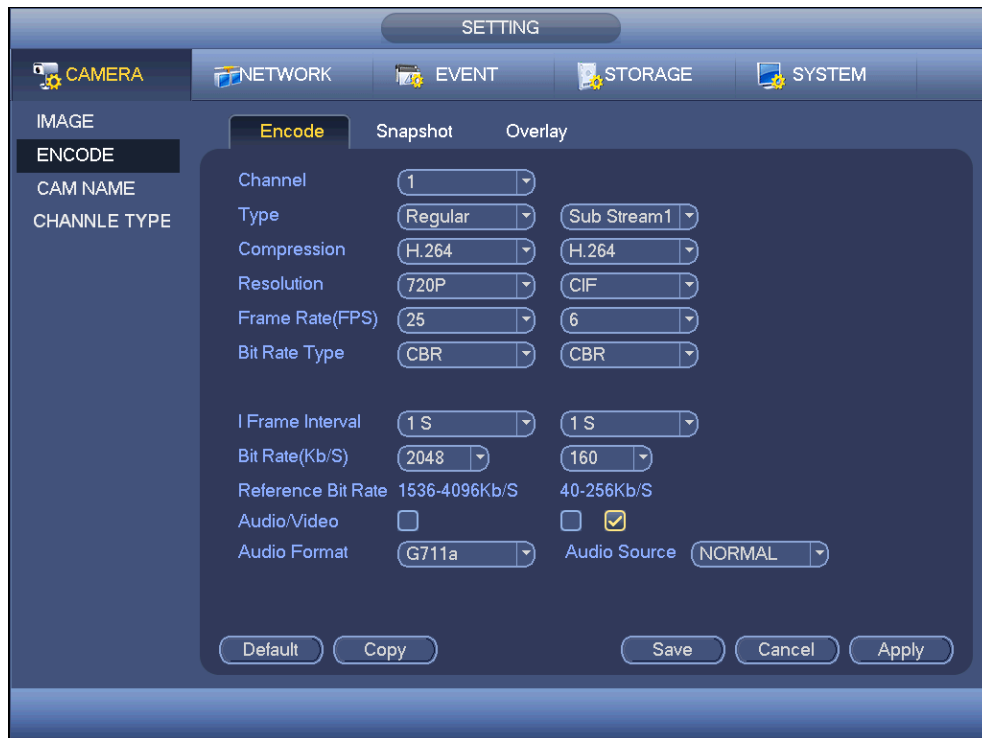 SETTING
CAMERA NETWORK EVENT STORAGE SYSTEM
IMAGE
ENCODE
CAM NAME
CHANNLE TYPE
Encode Snapshot Overlay
Channel 1
Type Regular Sub Stream1
Compression H.264 H.264
Resolution 720P CIF
Frame Rate(FPS) 25 6
Bit Rate Type CBR CBR
I Frame Interval 1 S 1 S
Bit Rate(Kb/S) 2048 160
Reference Bit Rate 1536-4096Kb/S 40-256Kb/S
Audio/Video
Audio Format G711a Audio Source NORMAL
Default Copy Save Cancel Apply